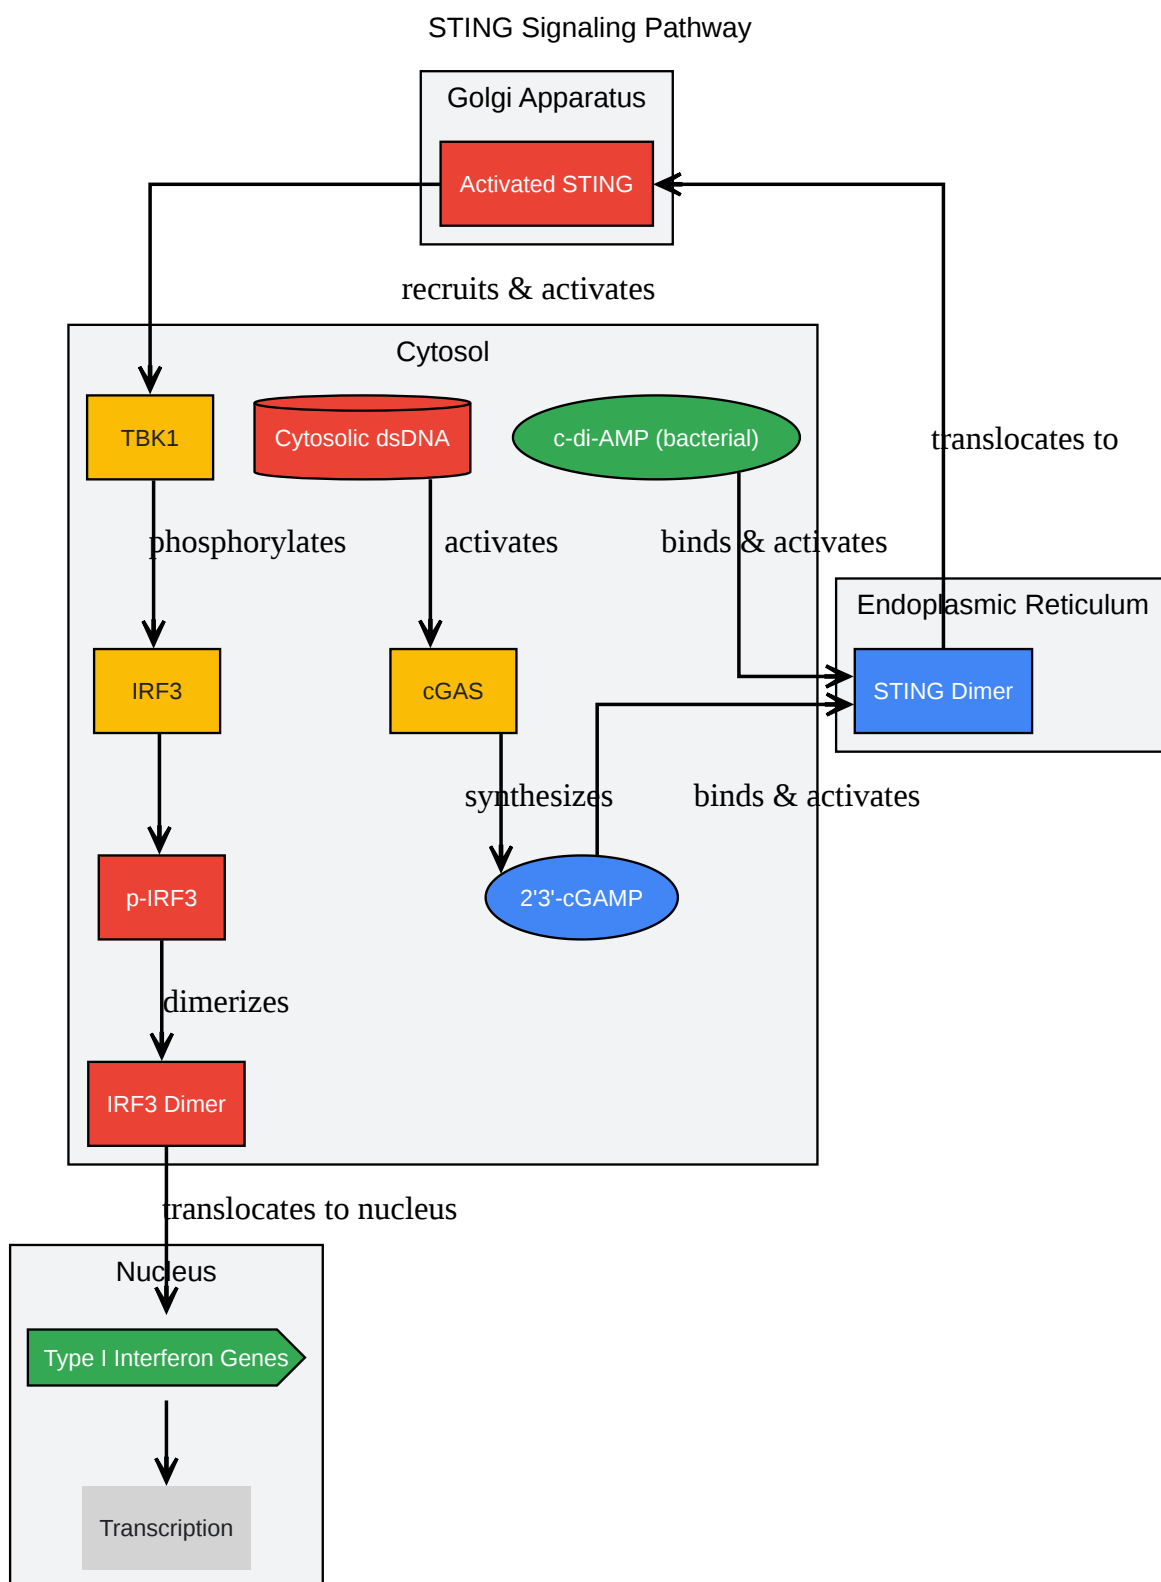 STING Signaling Pathway
Golgi Apparatus
Activated STING
recruits & activates
Cytosol
TBK1
Cytosolic dsDNA
c-di-AMP (bacterial)
translocates to
phosphorylates
activates
binds & activates
Endoplasmic Reticulum
IRF3
cGAS
STING Dimer
synthesizes
binds & activates
p-IRF3
2'3'-cGAMP
dimerizes
IRF3 Dimer
translocates to nucleus
Nucleus
Type I Interferon Genes
Transcription